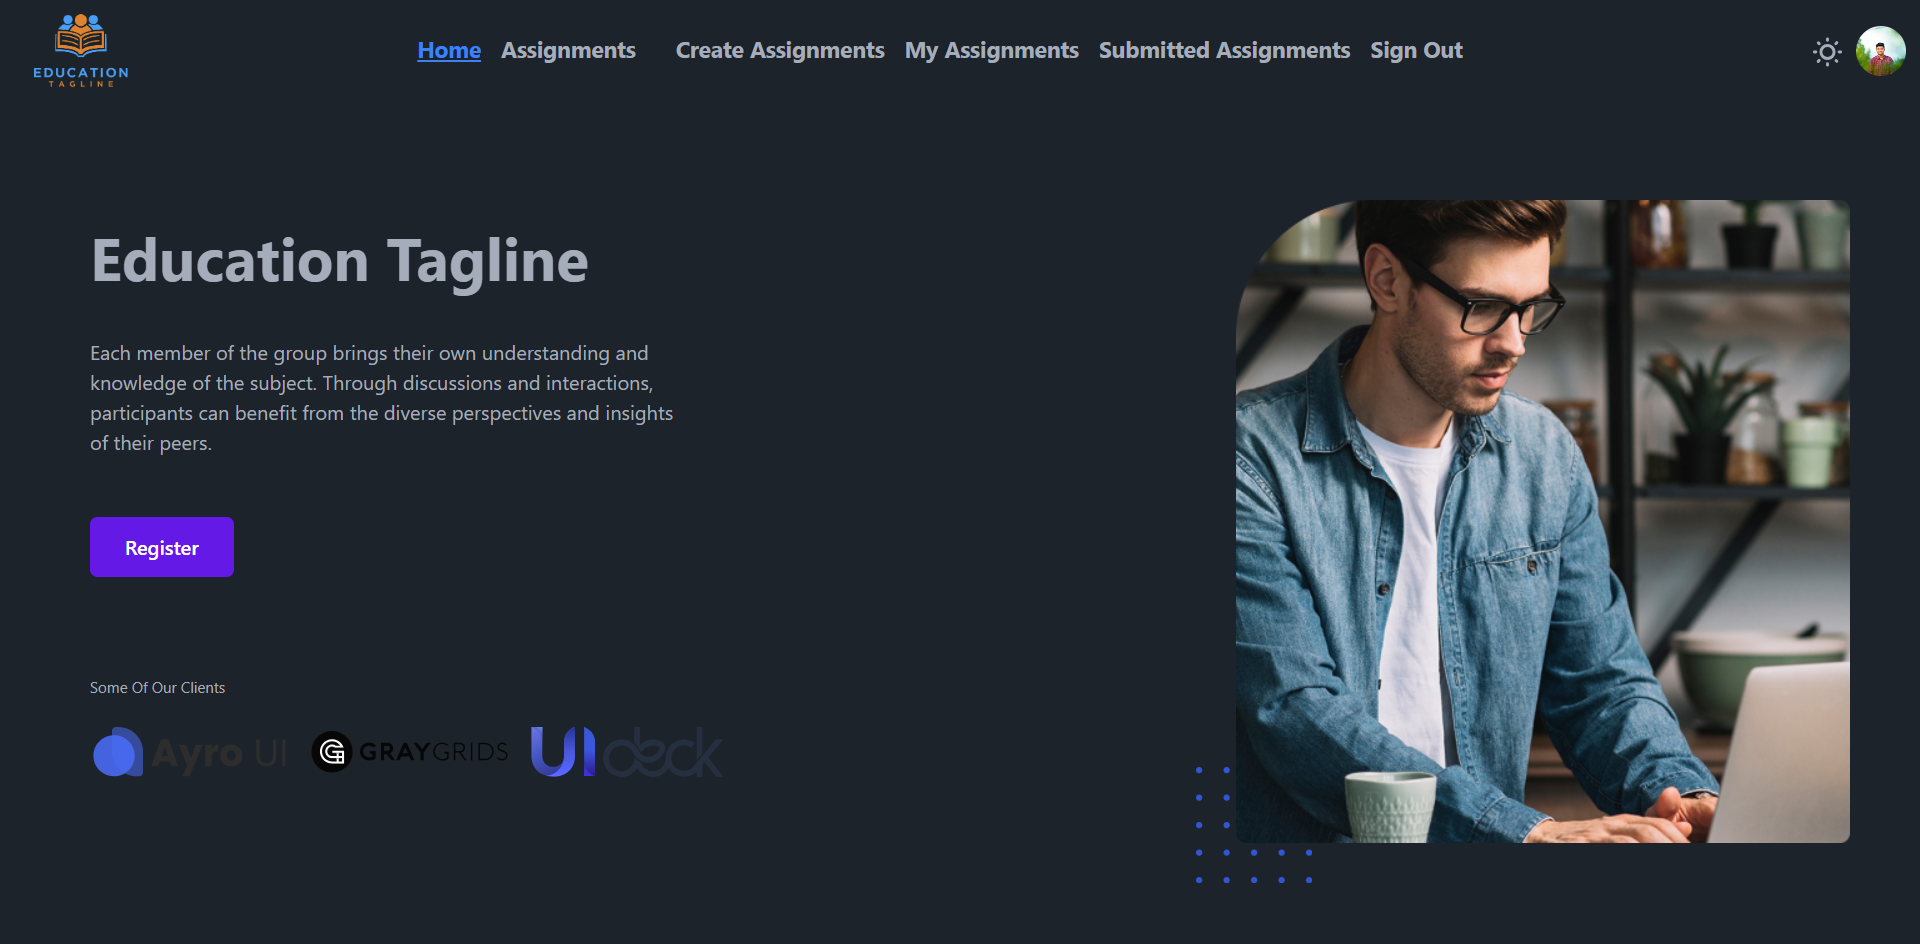 EDUCATION
TAGLINE
Home Assignments Create Assignments My Assignments Submitted Assignments Sign Out
Education Tagline
Each member of the group brings their own understanding and
knowledge of the subject. Through discussions and interactions,
participants can benefit from the diverse perspectives and insights
of their peers.
Register
Some Of Our Clients
Ayro UI GRAYGRIDS UIdeck